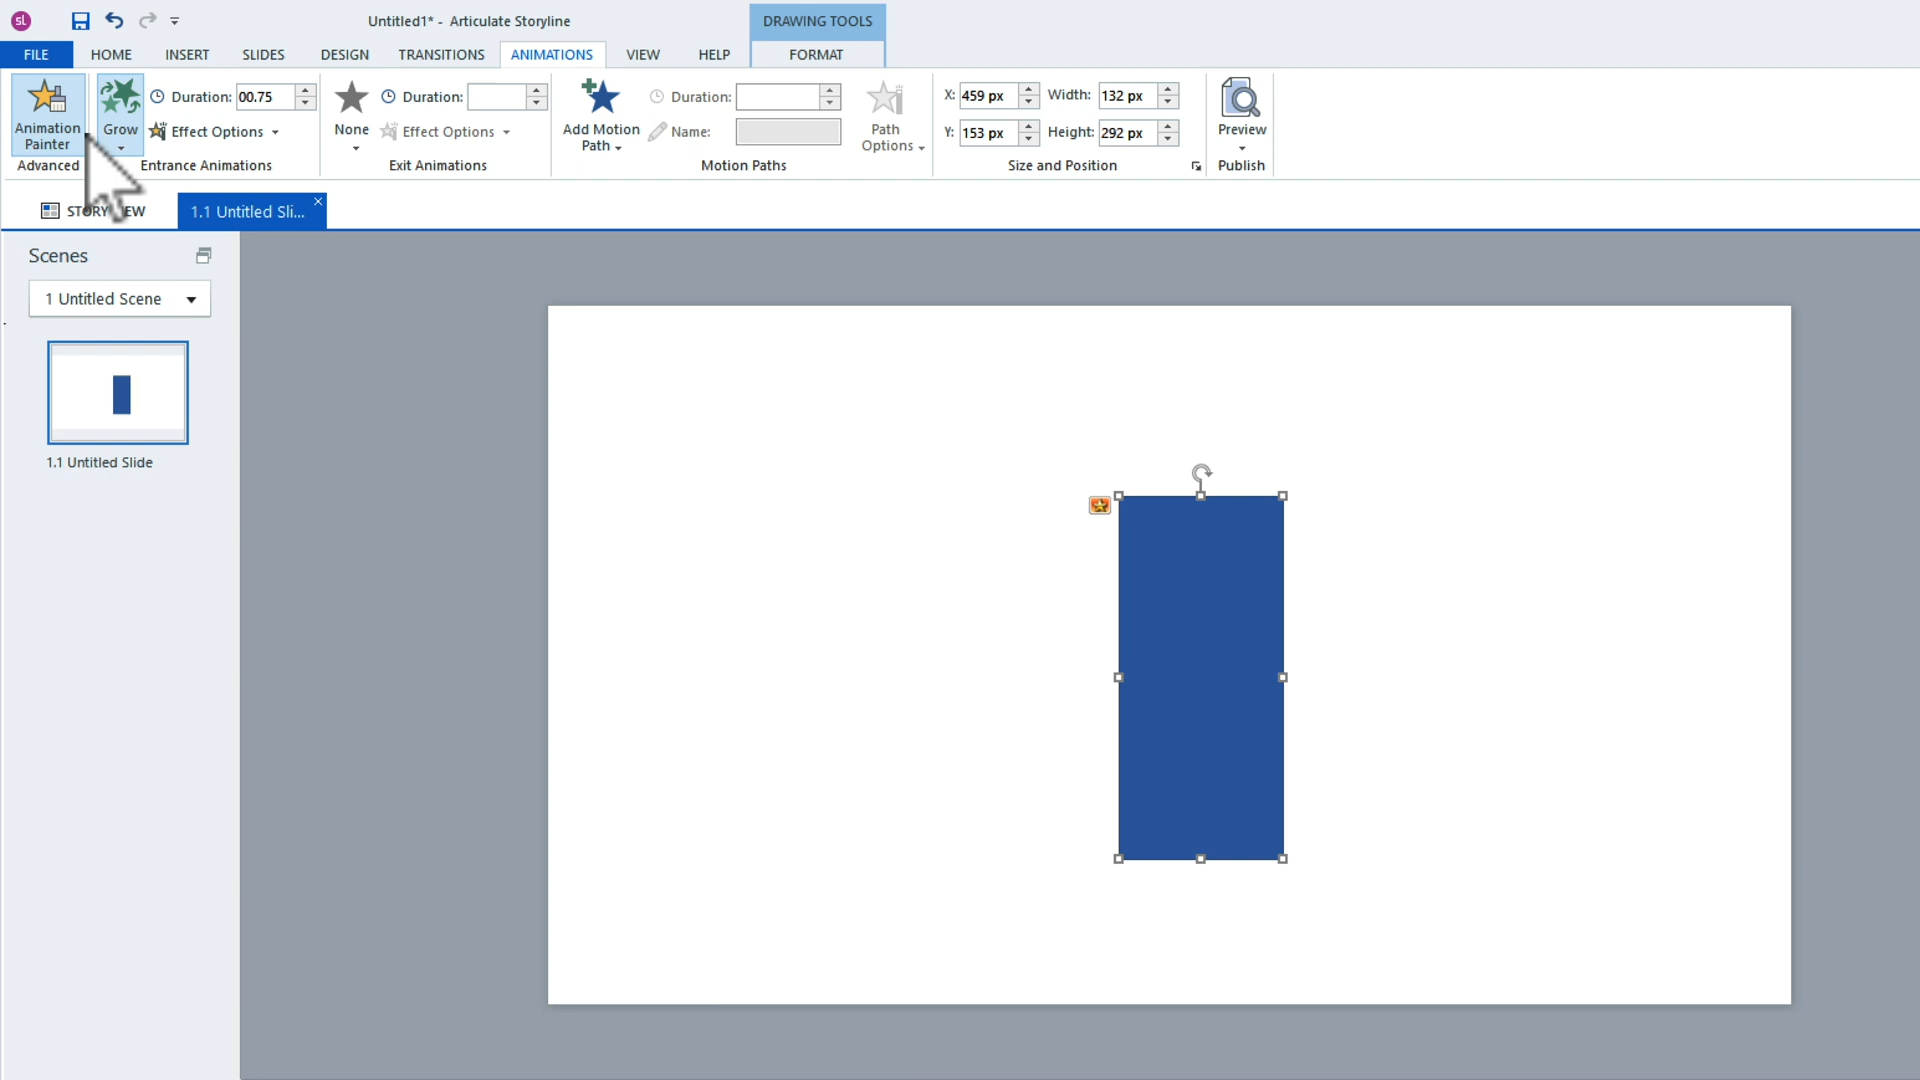 sl
Untitled1* - Articulate Storyline
DRAWING TOOLS
FILE HOME INSERT SLIDES DESIGN TRANSITIONS ANIMATIONS VIEW HELP FORMAT
Animation
Painter
Advanced
Grow
Duration: 00.75
Effect Options
Entrance Animations
None
Duration:
Effect Options
Exit Animations
Add Motion
Path
Duration:
Name:
Path
Options
Motion Paths
X: 459 px Width: 132 px
Y: 153 px Height: 292 px
Size and Position
Preview
Publish
1.1 Untitled Sli...
Scenes
1 Untitled Scene
1.1 Untitled Slide